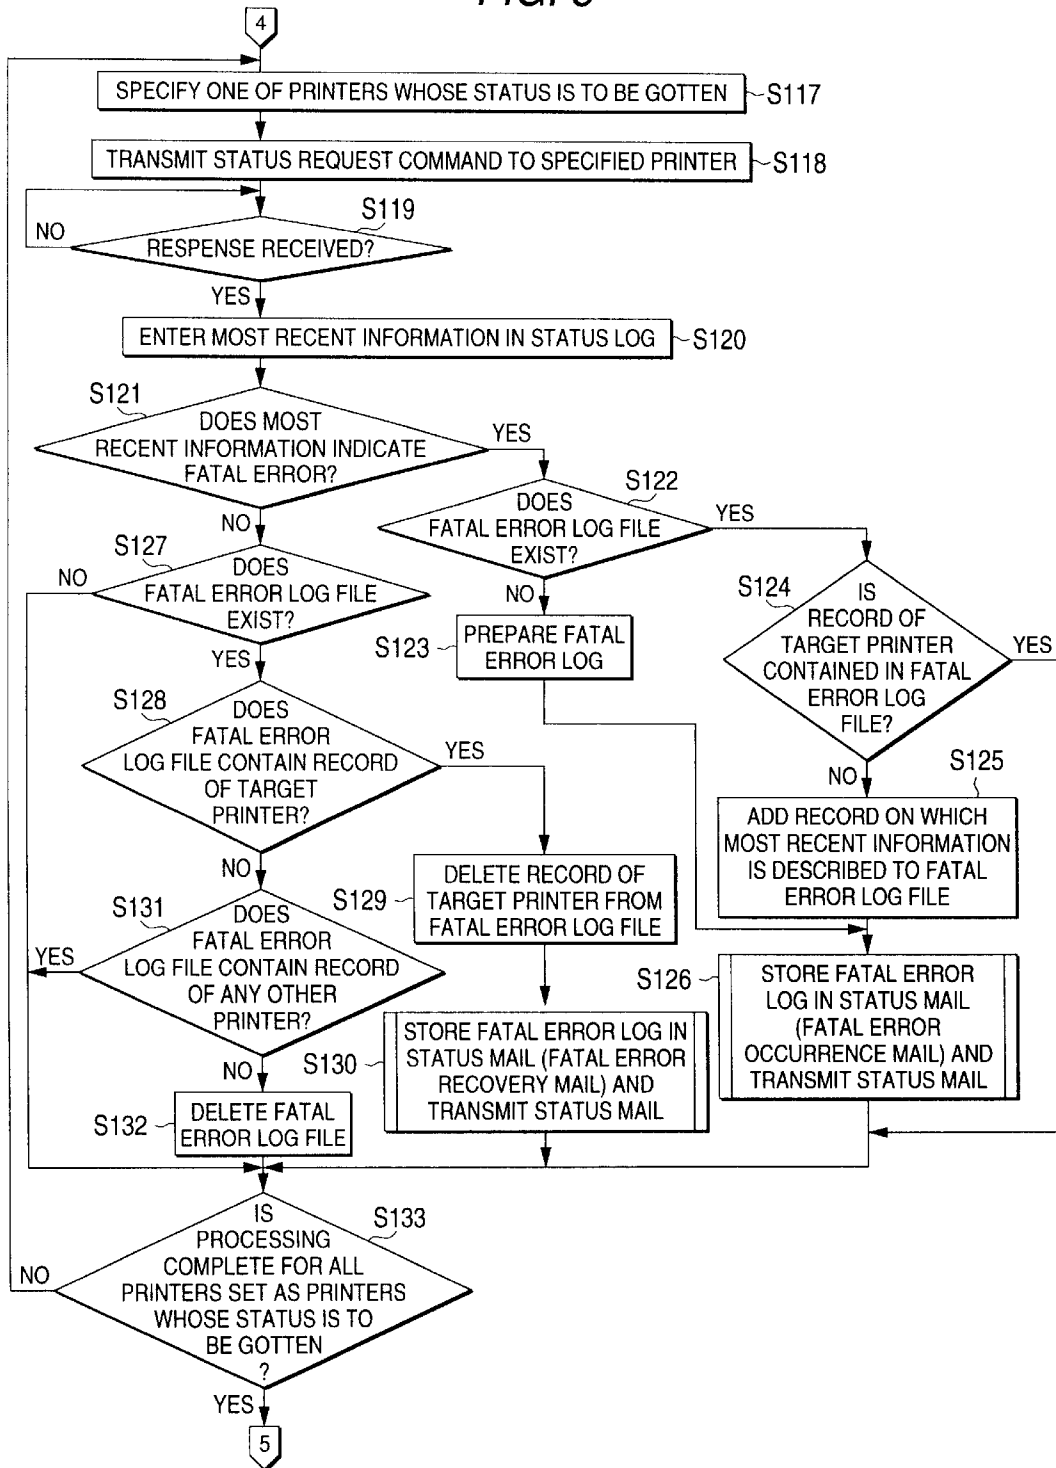 4
SPECIFY ONE OF PRINTERS WHOSE STATUS IS TO BE GOTTEN
S117
TRANSMIT STATUS REQUEST COMMAND TO SPECIFIED PRINTER
S118
S119
NO
RESPENSE RECEIVED?
YES
ENTER MOST RECENT INFORMATION IN STATUS LOG
S120
S121
DOES MOST
RECENT INFORMATION INDICATE
FATAL ERROR?
YES
NO
S122
DOES
FATAL ERROR LOG FILE
EXIST?
YES
NO
S127
DOES
FATAL ERROR LOG FILE
EXIST?
NO
YES
S123
PREPARE FATAL
ERROR LOG
S124
IS
RECORD OF
TARGET PRINTER
CONTAINED IN FATAL
ERROR LOG
FILE?
YES
NO
S128
DOES
FATAL ERROR
LOG FILE CONTAIN RECORD
OF TARGET
PRINTER?
YES
NO
S125
ADD RECORD ON WHICH
MOST RECENT INFORMATION
IS DESCRIBED TO FATAL
ERROR LOG FILE
S129
DELETE RECORD OF
TARGET PRINTER FROM
FATAL ERROR LOG FILE
S131
DOES
FATAL ERROR
LOG FILE CONTAIN RECORD
OF ANY OTHER
PRINTER?
YES
NO
S126
STORE FATAL ERROR
LOG IN STATUS MAIL
(FATAL ERROR
OCCURRENCE MAIL) AND
TRANSMIT STATUS MAIL
S130
STORE FATAL ERROR LOG IN
STATUS MAIL (FATAL ERROR
RECOVERY MAIL) AND
TRANSMIT STATUS MAIL
S132
DELETE FATAL
ERROR LOG FILE
S133
IS
PROCESSING
COMPLETE FOR ALL
PRINTERS SET AS PRINTERS
WHOSE STATUS IS TO
BE GOTTEN
?
NO
YES
5